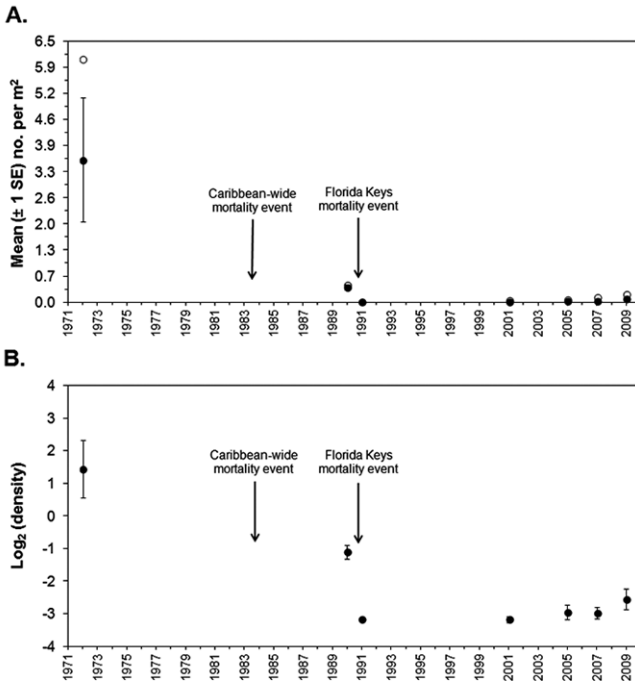 A.
Mean (± 1 SE) no. per m²
6.5
5.9
5.2
4.6
3.9
3.3
2.6
2.0
1.3
0.7
0.0
Caribbean-wide
mortality event
Florida Keys
mortality event
1971 1973 1975 1977 1979 1981 1983 1985 1987 1989 1991 1993 1995 1997 1999 2001 2003 2005 2007 2009
B.
Log₂ (density)
4
3
2
1
0
-1
-2
-3
-4
Caribbean-wide
mortality event
Florida Keys
mortality event
1971 1973 1975 1977 1979 1981 1983 1985 1987 1989 1991 1993 1995 1997 1999 2001 2003 2005 2007 2009